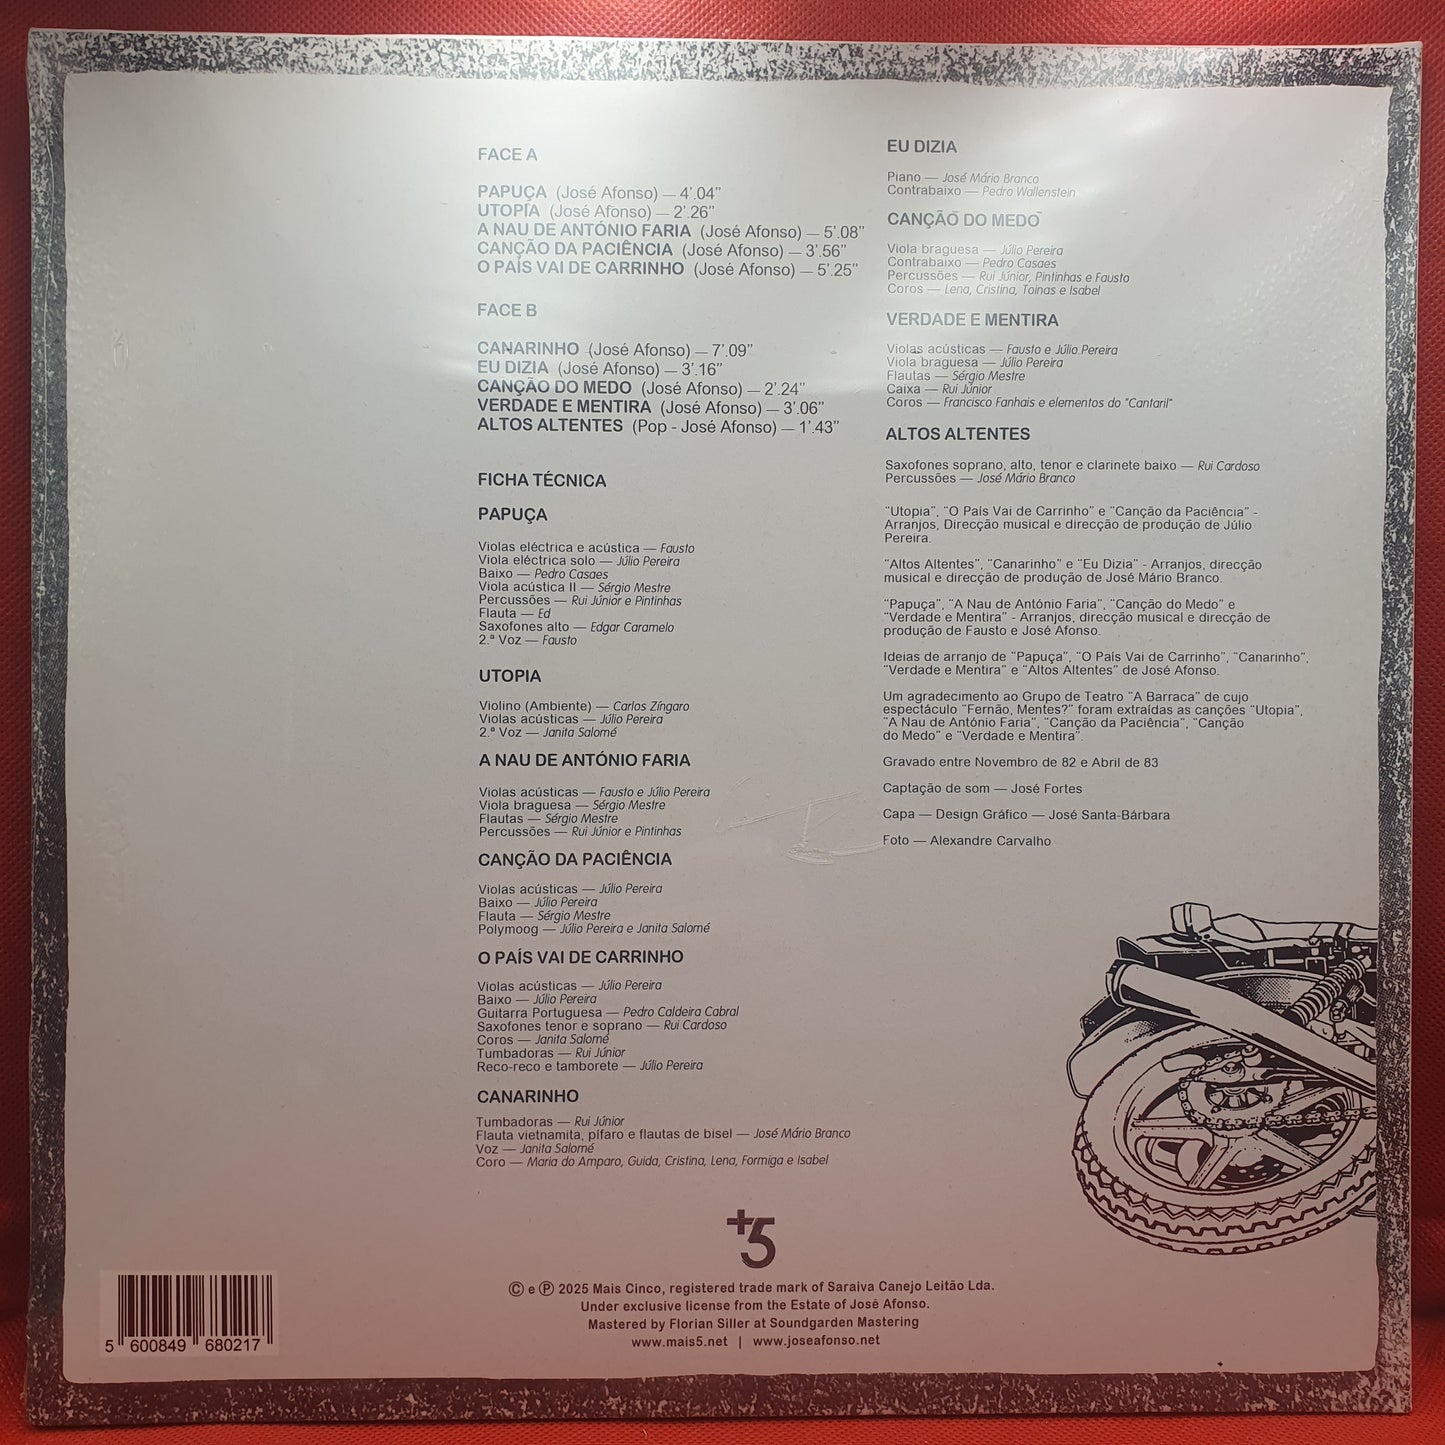 FACE A
PAPUÇA (José Afonso) — 4'.04"
UTOPIA (José Afonso) — 2'.26"
A NAU DE ANTÓNIO FARIA (José Afonso) — 5'.08"
CANÇÃO DA PACIÊNCIA (José Afonso) — 3'.56"
O PAÍS VAI DE CARRINHO (José Afonso) — 5'.25"
FACE B
CANARINHO (José Afonso) — 7'.09"
EU DIZIA (José Afonso) — 3'.16"
CANÇÃO DO MEDO (José Afonso) — 2'.24"
VERDADE E MENTIRA (José Afonso) — 3'.06"
ALTOS ALTENTES (Pop - José Afonso) — 1'.43"
FICHA TÉCNICA
PAPUÇA
Violas eléctrica e acústica — Fausto
Viola eléctrica solo — Júlio Pereira
Baixo — Pedro Casaes
Viola acústica II — Sérgio Mestre
Percussões — Rui Júnior e Pintinhas
Flauta — Ed
Saxofones alto — Edgar Caramelo
2.ª Voz — Fausto
UTOPIA
Violino (Ambiente) — Carlos Zíngaro
Violas acústicas — Júlio Pereira
2.ª Voz — Janita Salomé
A NAU DE ANTÓNIO FARIA
Violas acústicas — Fausto e Júlio Pereira
Viola braguesa — Sérgio Mestre
Flautas — Sérgio Mestre
Percussões — Rui Júnior e Pintinhas
CANÇÃO DA PACIÊNCIA
Violas acústicas — Júlio Pereira
Baixo — Júlio Pereira
Flauta — Sérgio Mestre
Polymoog — Júlio Pereira e Janita Salomé
O PAÍS VAI DE CARRINHO
Violas acústicas — Júlio Pereira
Baixo — Júlio Pereira
Guitarra Portuguesa — Pedro Caldeira Cabral
Saxofones tenor e soprano — Rui Cardoso
Coros — Janita Salomé
Tumbadoras — Rui Júnior
Reco-reco e tamborete — Júlio Pereira
CANARINHO
Tumbadoras — Rui Júnior
Flauta vietnamita, pífaro e flautas de bisel — José Mário Branco
Voz — Janita Salomé
Coro — Maria do Amparo, Guida, Cristina, Lena, Formiga e Isabel
EU DIZIA
Piano — José Mário Branco
Contrabaixo — Pedro Wallenstein
CANÇÃO DO MEDO
Viola braguesa — Júlio Pereira
Contrabaixo — Pedro Casaes
Percussões — Rui Júnior, Pintinhas e Fausto
Coros — Lena, Cristina, Toinas e Isabel
VERDADE E MENTIRA
Violas acústicas — Fausto e Júlio Pereira
Viola braguesa — Júlio Pereira
Flautas — Sérgio Mestre
Caixa — Rui Júnior
Coros — Francisco Fanhais e elementos do "Cantaril"
ALTOS ALTENTES
Saxofones soprano, alto, tenor e clarinete baixo — Rui Cardoso
Percussões — José Mário Branco
"Utopia", "O País Vai de Carrinho" e "Canção da Paciência" -
Arranjos, Direcção musical e direcção de produção de Júlio
Pereira.
"Altos Altentes", "Canarinho" e "Eu Dizia" - Arranjos, direcção
musical e direcção de produção de José Mário Branco.
"Papuça", "A Nau de António Faria", "Canção do Medo" e
"Verdade e Mentira" - Arranjos, direcção musical e direcção de
produção de Fausto e José Afonso.
Ideias de arranjo de "Papuça", "O País Vai de Carrinho", "Canarinho",
"Verdade e Mentira" e "Altos Altentes" de José Afonso.
Um agradecimento ao Grupo de Teatro "A Barraca" de cujo
espectáculo "Fernão, Mentes?" foram extraídas as canções "Utopia",
"A Nau de António Faria", "Canção da Paciência", "Canção
do Medo" e "Verdade e Mentira".
Gravado entre Novembro de 82 e Abril de 83
Captação de som — José Fortes
Capa — Design Gráfico — José Santa-Bárbara
Foto — Alexandre Carvalho
+5
© e ℗ 2025 Mais Cinco, registered trade mark of Saraiva Canejo Leitão Lda.
Under exclusive license from the Estate of José Afonso.
Mastered by Florian Siller at Soundgarden Mastering
www.mais5.net | www.joseafonso.net
5 600849 680217